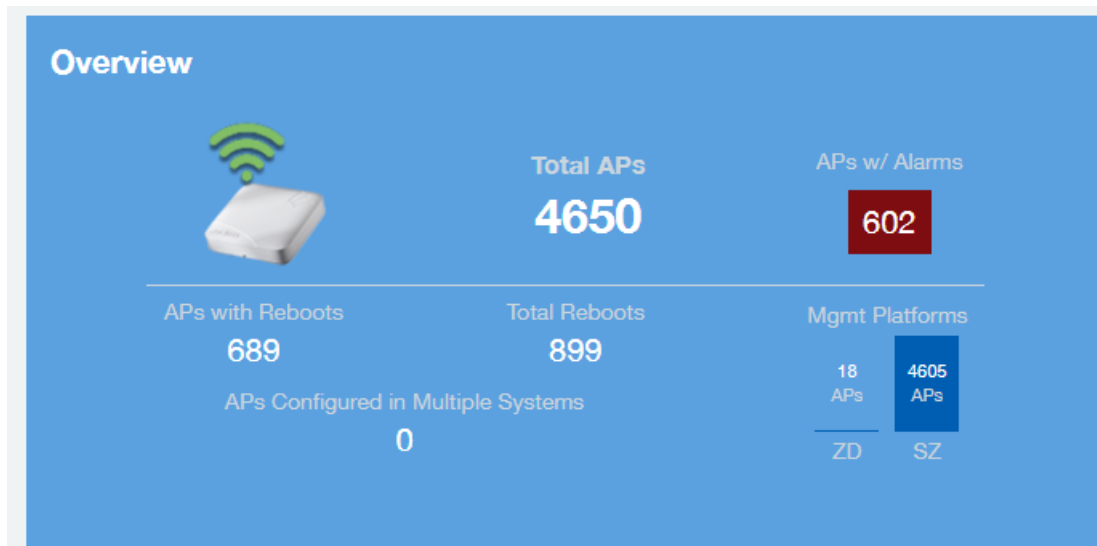 Overview
Total APs
4650
APs w/ Alarms
602
APs with Reboots
689
Total Reboots
899
APs Configured in Multiple Systems
0
Mgmt Platforms
18
APs
ZD
4605
APs
SZ